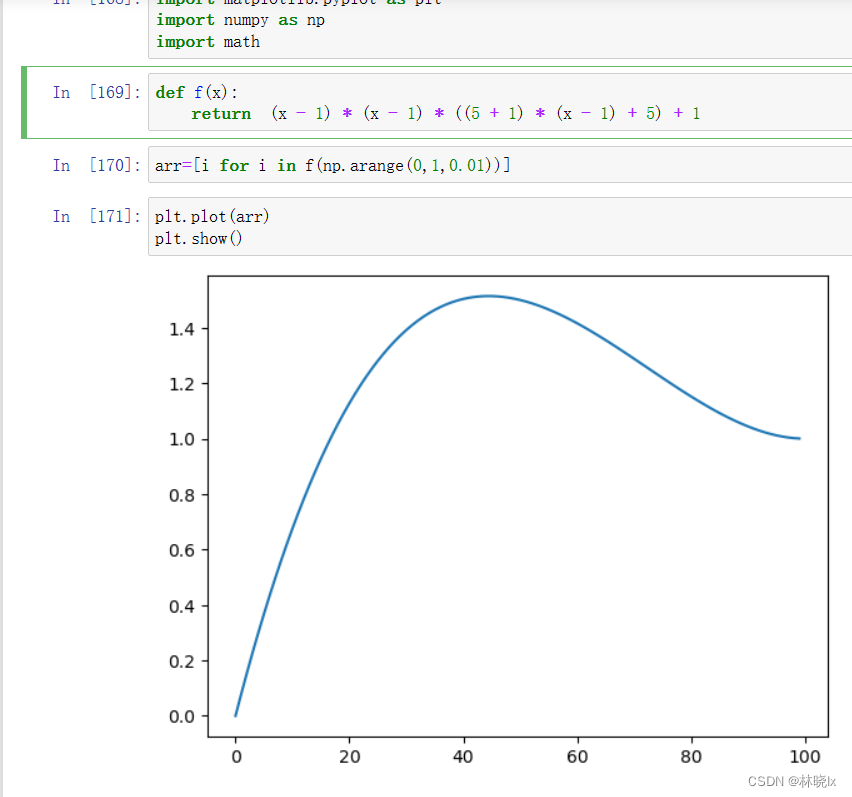 In [168]: import matplotlib.pyplot as plt
import numpy as np
import math
In [169]: def f(x):
return (x - 1) * (x - 1) * ((5 + 1) * (x - 1) + 5) + 1
In [170]: arr=[i for i in f(np.arange(0,1,0.01))]
In [171]: plt.plot(arr)
plt.show()
1.4
1.2
1.0
0.8
0.6
0.4
0.2
0.0
0 20 40 60 80 100
CSDN @林晓lx